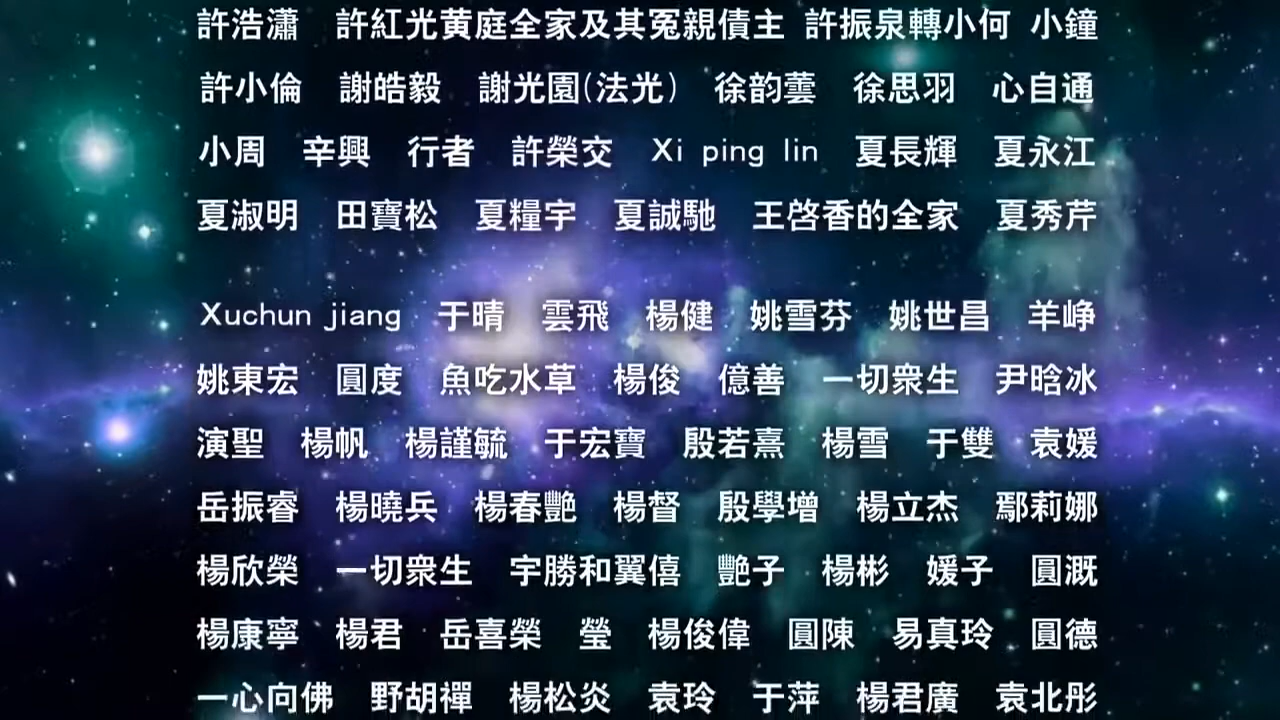 許浩瀟 許紅光黄庭全家及其冤親債主 許振泉轉小何 小鐘
許小倫 謝皓毅 謝光園(法光) 徐韵蕓 徐思羽 心自通
小周 辛興 行者 許榮交 Xi ping lin 夏長輝 夏永江
夏淑明 田寶松 夏糧宇 夏誠馳 王啓香的全家 夏秀芹
Xuchun jiang 于晴 雲飛 楊健 姚雪芬 姚世昌 羊峥
姚東宏 圓度 魚吃水草 楊俊 億善 一切衆生 尹晗冰
演聖 楊帆 楊謹毓 于宏寶 殷若熹 楊雪 于雙 袁媛
岳振睿 楊曉兵 楊春艷 楊督 殷學增 楊立杰 鄢莉娜
楊欣榮 一切衆生 宇勝和翼僖 艷子 楊彬 媛子 圓溉
楊康寧 楊君 岳喜榮 瑩 楊俊偉 圓陳 易真玲 圓德
一心向佛 野胡禪 楊松炎 袁玲 于萍 楊君廣 袁北彤